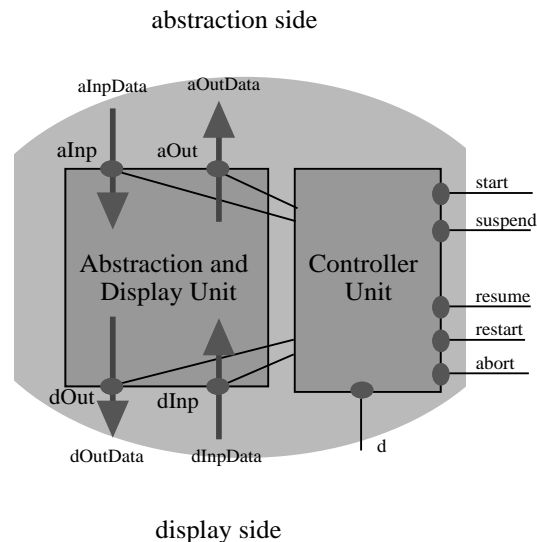 abstraction side
aInpData
aOutData
aInp
aOut
start
suspend
Abstraction and
Display Unit
Controller
Unit
resume
restart
abort
dOut
dInp
dOutData
dInpData
d
display side